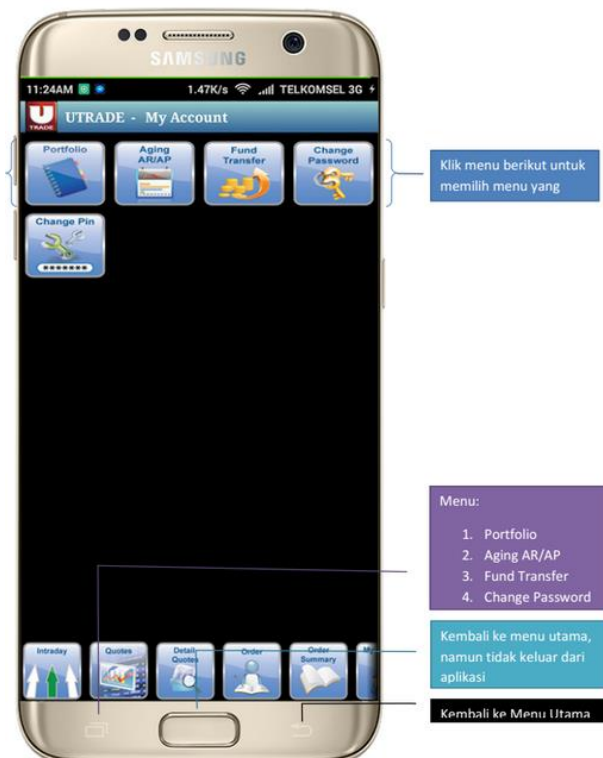 SAMSUNG
11:24AM
1.47K/s
TELKOMSEL 3G
U
TRADE
UTRADE - My Account
Portfolio
Aging
AR/AP
Fund
Transfer
Change
Password
Change Pin
Klik menu berikut untuk
memilih menu yang
Menu:
1. Portfolio
2. Aging AR/AP
3. Fund Transfer
4. Change Password
Kembali ke menu utama,
namun tidak keluar dari
aplikasi
Kembali ke Menu Utama
Intraday
Quotes
Detail
Quotes
Order
Order
Summary